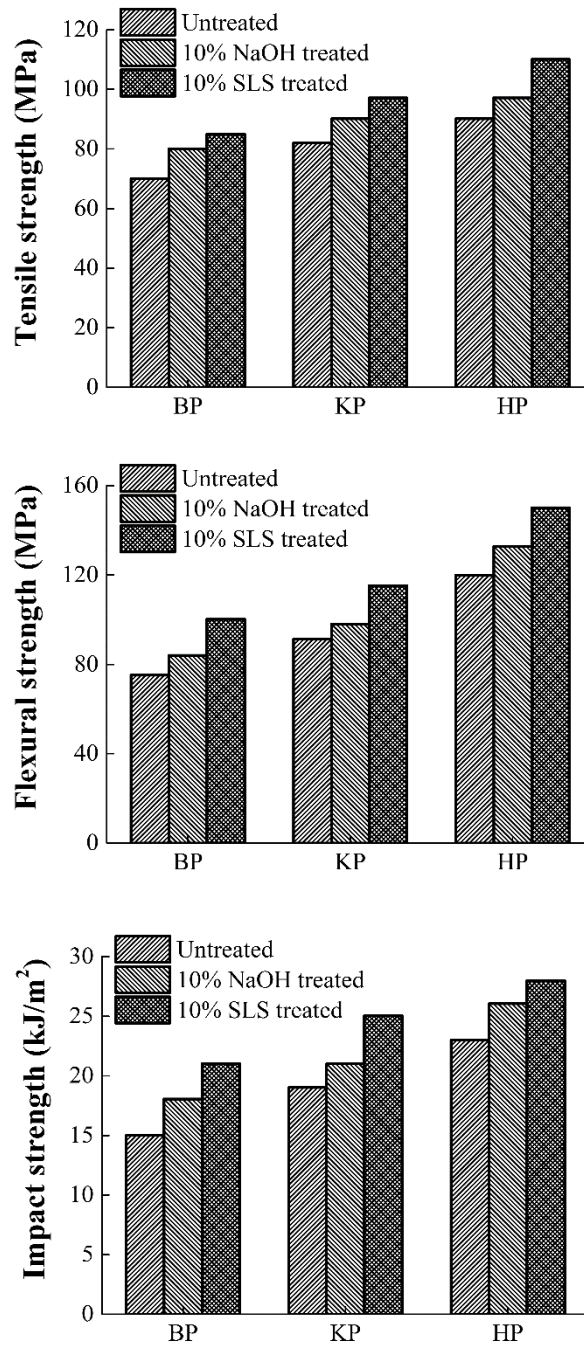 Tensile strength (MPa)
120
100
80
60
40
20
0
Untreated
10% NaOH treated
10% SLS treated
BP KP HP
Flexural strength (MPa)
160
120
80
40
0
Untreated
10% NaOH treated
10% SLS treated
BP KP HP
Impact strength (kJ/m²)
30
25
20
15
10
5
0
Untreated
10% NaOH treated
10% SLS treated
BP KP HP